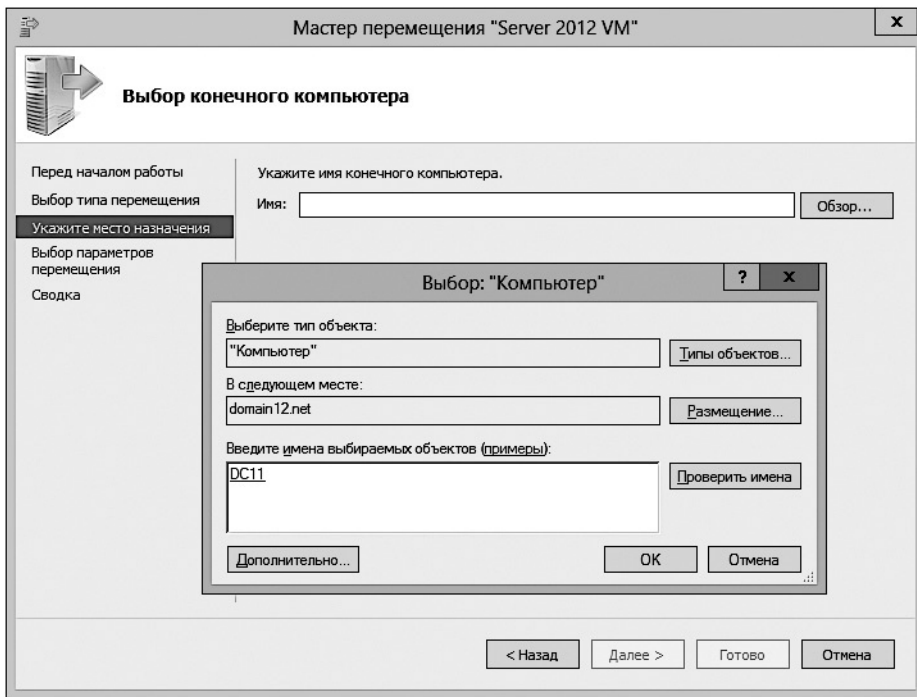 Мастер перемещения "Server 2012 VM"
x
Выбор конечного компьютера
Перед началом работы
Выбор типа перемещения
Укажите место назначения
Выбор параметров
перемещения
Сводка
Укажите имя конечного компьютера.
Имя:
Обзор...
Выбор: "Компьютер"
?
x
Выберите тип объекта:
"Компьютер"
Типы объектов...
В следующем месте:
domain12.net
Размещение...
Введите имена выбираемых объектов (примеры):
DC11
Проверить имена
Дополнительно...
OK
Отмена
< Назад
Далее >
Готово
Отмена